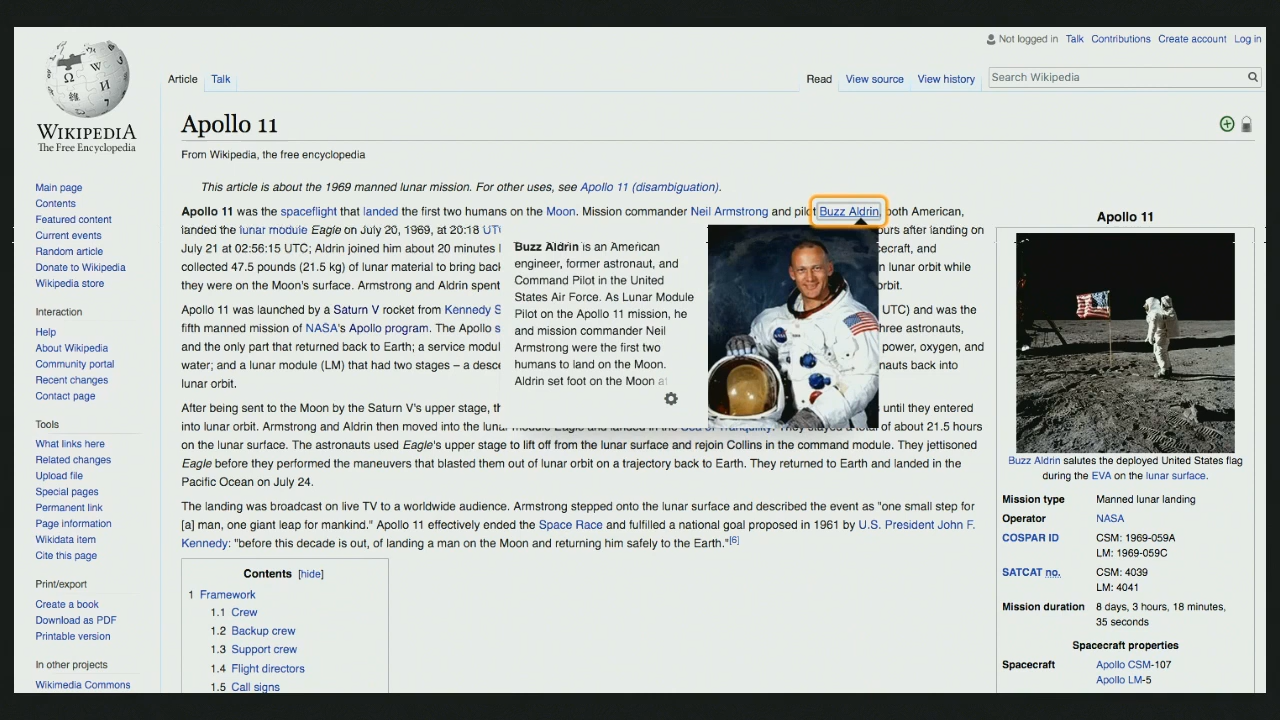 Not logged in Talk Contributions Create account Log in
Article Talk
Read View source View history Search Wikipedia
WIKIPEDIA
The Free Encyclopedia
Main page
Contents
Featured content
Current events
Random article
Donate to Wikipedia
Wikipedia store
Interaction
Help
About Wikipedia
Community portal
Recent changes
Contact page
Tools
What links here
Related changes
Upload file
Special pages
Permanent link
Page information
Wikidata item
Cite this page
Print/export
Create a book
Download as PDF
Printable version
In other projects
Wikimedia Commons
Apollo 11
From Wikipedia, the free encyclopedia
This article is about the 1969 manned lunar mission. For other uses, see Apollo 11 (disambiguation).
Apollo 11 was the spaceflight that landed the first two humans on the Moon. Mission commander Neil Armstrong and pilot Buzz Aldrin, both American,
landed the lunar module Eagle on July 20, 1969, at 20:18 hours after landing on
July 21 at 02:56:15 UTC; Aldrin joined him about 20 minutes and
collected 47.5 pounds (21.5 kg) of lunar material to bring lunar orbit while
they were on the Moon's surface. Armstrong and Aldrin spent
Apollo 11 was launched by a Saturn V rocket from Kennedy UTC) and was the
fifth manned mission of NASA's Apollo program. The Apollo three astronauts,
and the only part that returned back to Earth; a service power, oxygen, and
water; and a lunar module (LM) that had two stages – a back into
lunar orbit.
After being sent to the Moon by the Saturn V's upper stage, until they entered
into lunar orbit. Armstrong and Aldrin then moved into the lunar module Eagle and landed in the Sea of Tranquility. They stayed a total of about 21.5 hours
on the lunar surface. The astronauts used Eagle's upper stage to lift off from the lunar surface and rejoin Collins in the command module. They jettisoned
Eagle before they performed the maneuvers that blasted them out of lunar orbit on a trajectory back to Earth. They returned to Earth and landed in the
Pacific Ocean on July 24.
The landing was broadcast on live TV to a worldwide audience. Armstrong stepped onto the lunar surface and described the event as "one small step for
[a] man, one giant leap for mankind." Apollo 11 effectively ended the Space Race and fulfilled a national goal proposed in 1961 by U.S. President John F.
Kennedy: "before this decade is out, of landing a man on the Moon and returning him safely to the Earth."[6]
Buzz Aldrin is an American
engineer, former astronaut, and
Command Pilot in the United
States Air Force. As Lunar Module
Pilot on the Apollo 11 mission, he
and mission commander Neil
Armstrong were the first two
humans to land on the Moon.
Aldrin set foot on the Moon at
Contents [hide]
1 Framework
1.1 Crew
1.2 Backup crew
1.3 Support crew
1.4 Flight directors
1.5 Call signs
Apollo 11
Buzz Aldrin salutes the deployed United States flag
during the EVA on the lunar surface.
Mission type Manned lunar landing
Operator NASA
COSPAR ID CSM: 1969-059A
LM: 1969-059C
SATCAT no. CSM: 4039
LM: 4041
Mission duration 8 days, 3 hours, 18 minutes,
35 seconds
Spacecraft properties
Spacecraft Apollo CSM-107
Apollo LM-5